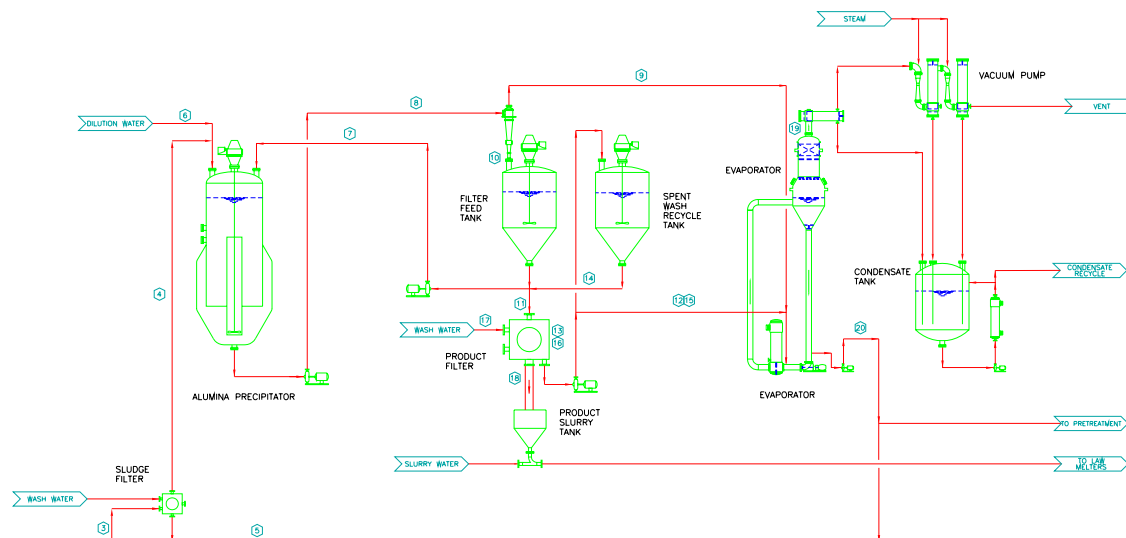 STEAM
VACUUM PUMP
9
8
VENT
6
DILUTION WATER
7
19
10
EVAPORATOR
FILTER
FEED
TANK
SPENT
WASH
RECYCLE
TANK
CONDENSATE
TANK
CONDENSATE
RECYCLE
14
4
11
12
15
17
WASH WATER
13
16
20
PRODUCT
FILTER
18
ALUMINA PRECIPITATOR
EVAPORATOR
PRODUCT
SLURRY
TANK
TO PRETREATMENT
SLURRY WATER
TO LAW
MELTERS
SLUDGE
FILTER
WASH WATER
3
5